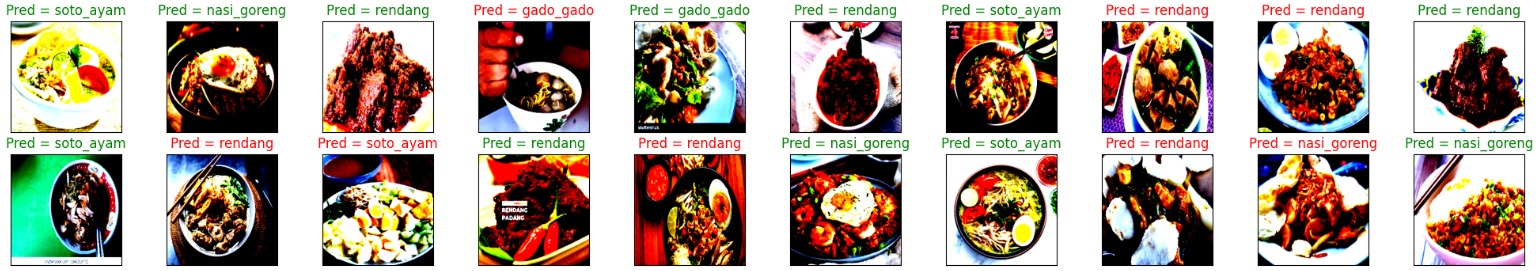 Pred = soto_ayam
Pred = nasi_goreng
Pred = rendang
Pred = gado_gado
Pred = gado_gado
Pred = rendang
Pred = soto_ayam
Pred = rendang
Pred = rendang
Pred = rendang
shutterstock
Pred = soto_ayam
Pred = rendang
Pred = soto_ayam
Pred = rendang
Pred = rendang
Pred = nasi_goreng
Pred = soto_ayam
Pred = rendang
Pred = nasi_goreng
Pred = nasi_goreng
RENDANG
PADANG